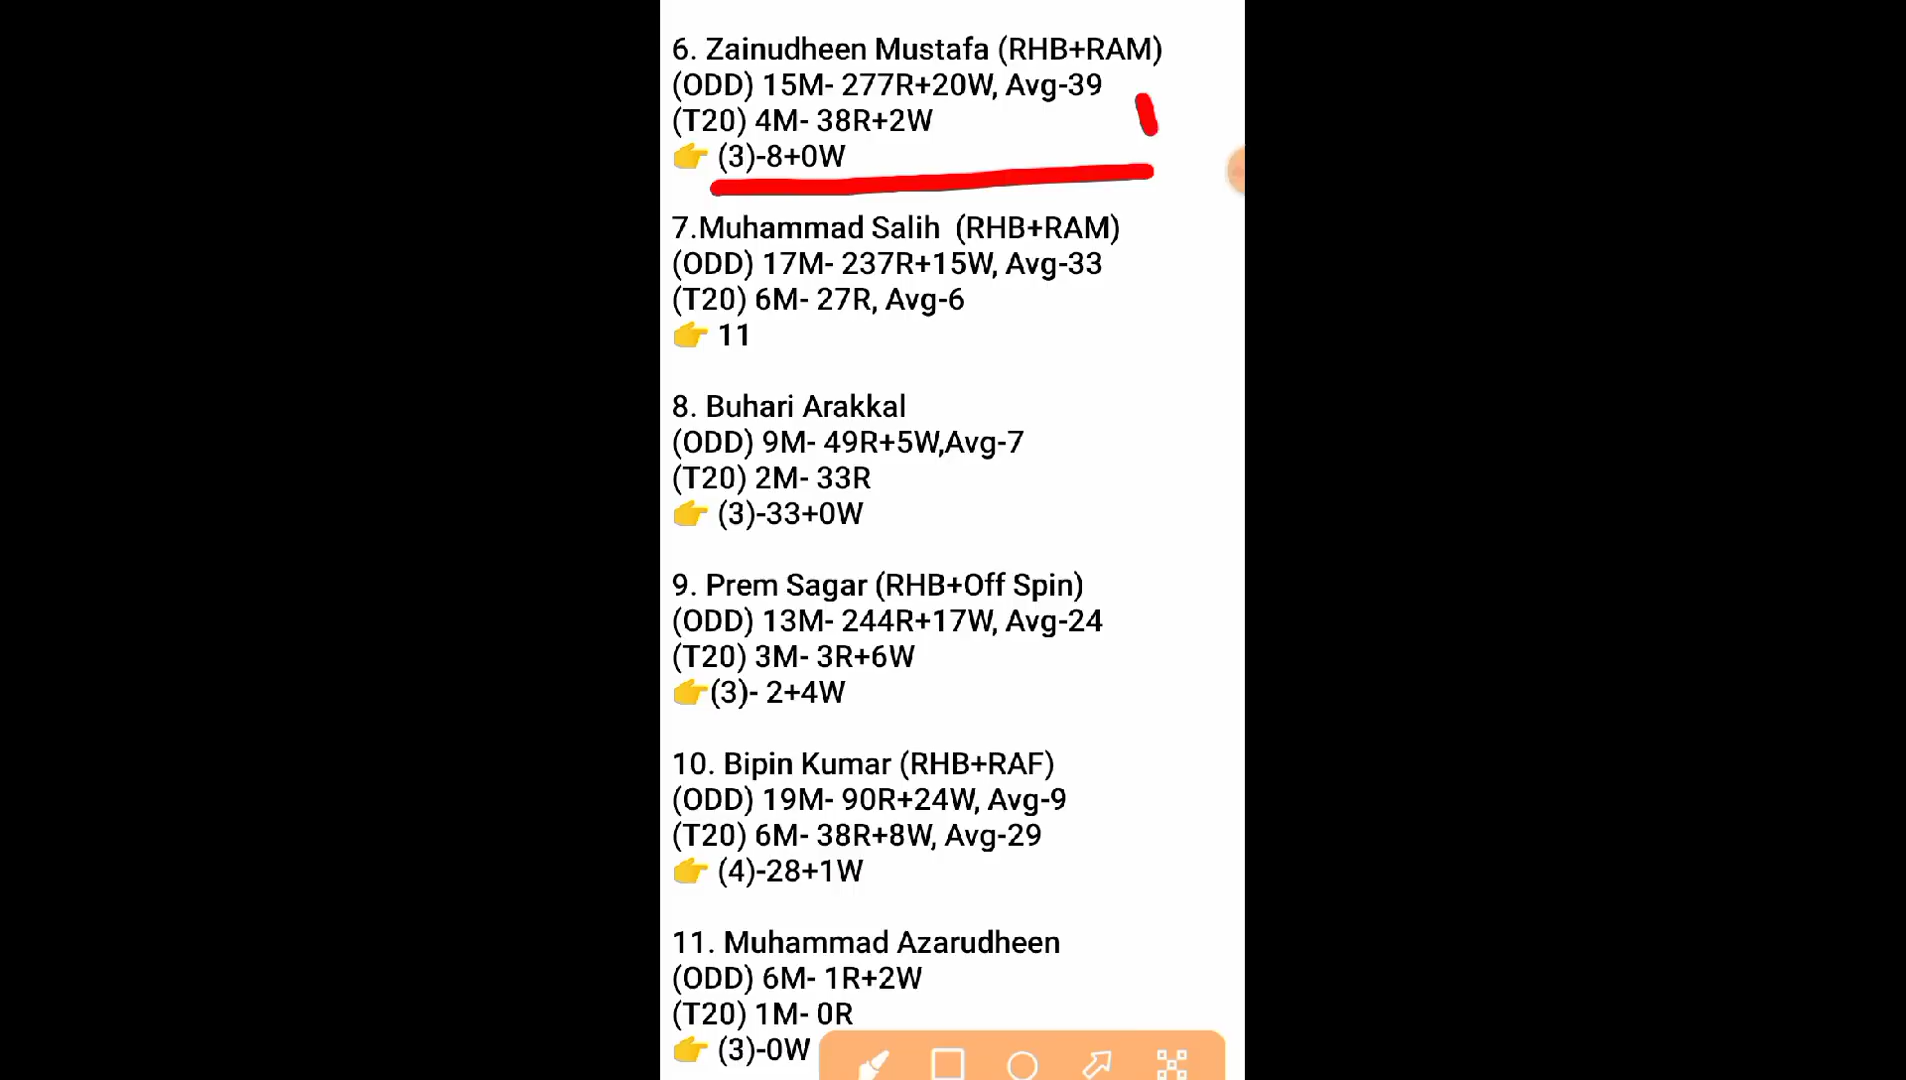 6. Zainudheen Mustafa (RHB+RAM)
(ODD) 15M- 277R+20W, Avg-39
(T20) 4M- 38R+2W
👉 (3)-8+0W
7.Muhammad Salih (RHB+RAM)
(ODD) 17M- 237R+15W, Avg-33
(T20) 6M- 27R, Avg-6
👉 11
8. Buhari Arakkal
(ODD) 9M- 49R+5W,Avg-7
(T20) 2M- 33R
👉 (3)-33+0W
9. Prem Sagar (RHB+Off Spin)
(ODD) 13M- 244R+17W, Avg-24
(T20) 3M- 3R+6W
👉(3)- 2+4W
10. Bipin Kumar (RHB+RAF)
(ODD) 19M- 90R+24W, Avg-9
(T20) 6M- 38R+8W, Avg-29
👉 (4)-28+1W
11. Muhammad Azarudheen
(ODD) 6M- 1R+2W
(T20) 1M- 0R
👉 (3)-0W